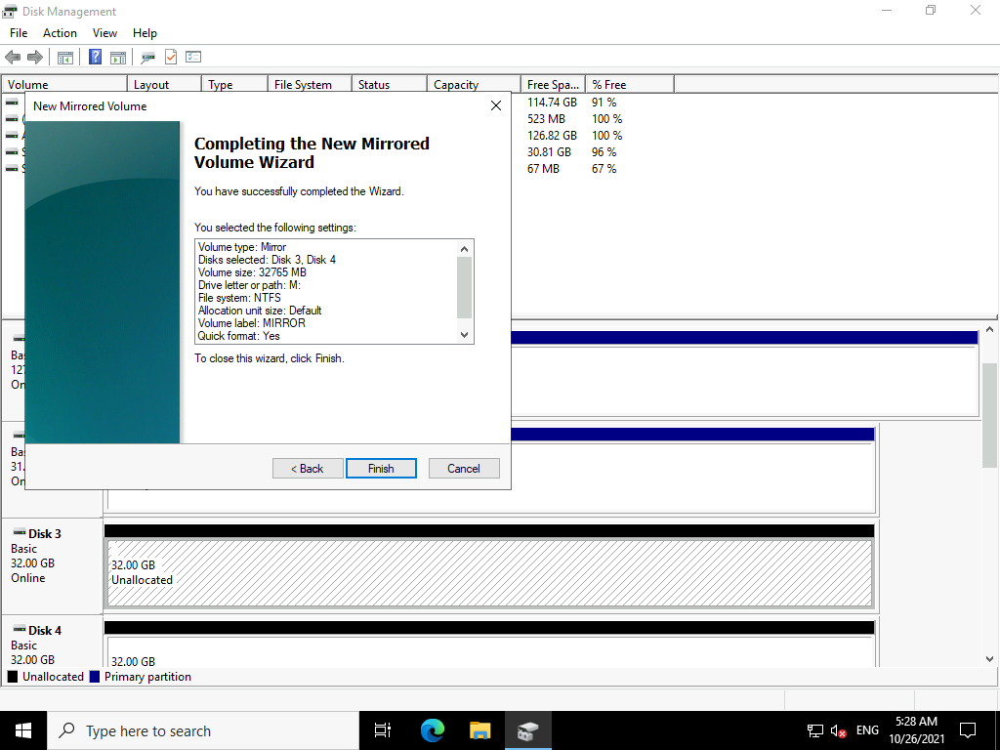 Disk Management
File Action View Help
Volume Layout Type File System Status Capacity Free Spa... % Free
114.74 GB 91 %
523 MB 100 %
126.82 GB 100 %
30.81 GB 96 %
67 MB 67 %
New Mirrored Volume
Completing the New Mirrored
Volume Wizard
You have successfully completed the Wizard.
You selected the following settings:
Volume type: Mirror
Disks selected: Disk 3, Disk 4
Volume size: 32765 MB
Drive letter or path: M:
File system: NTFS
Allocation unit size: Default
Volume label: MIRROR
Quick format: Yes
To close this wizard, click Finish.
< Back Finish Cancel
Disk 3
Basic
32.00 GB
Online
32.00 GB
Unallocated
Disk 4
Basic
32.00 GB
32.00 GB
Unallocated Primary partition
Type here to search
ENG
5:28 AM
10/26/2021